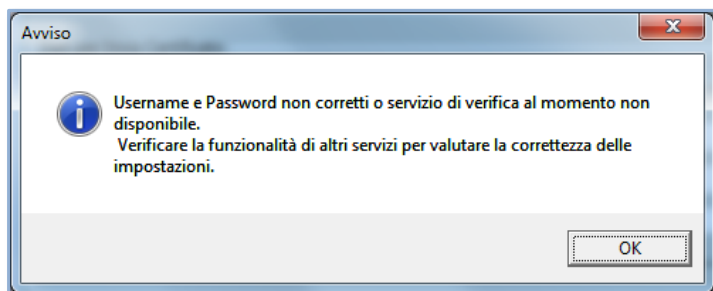 Avviso
Username e Password non corretti o servizio di verifica al momento non
disponibile.
Verificare la funzionalità di altri servizi per valutare la correttezza delle
impostazioni.
OK